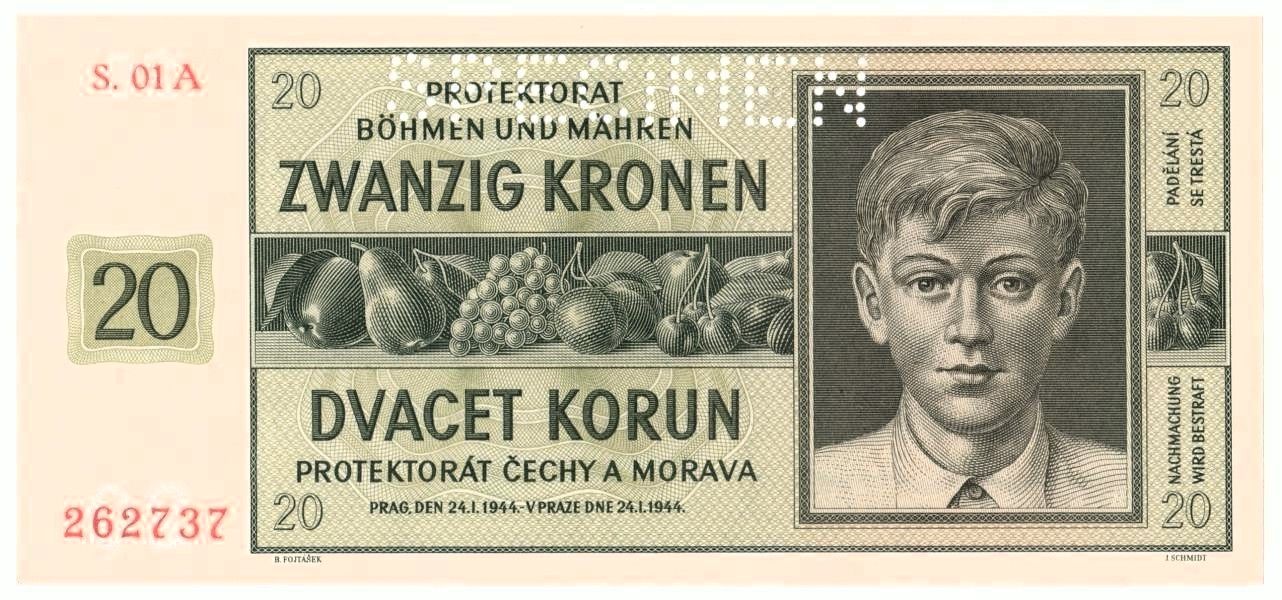 S. 01 A
20
SPECIMEN
20
PROTEKTORAT
BÖHMEN UND MÄHREN
ZWANZIG KRONEN
PADĚLÁNÍ
SE TRESTÁ
20
DVACET KORUN
PROTEKTORÁT ČECHY A MORAVA
PRAG, DEN 24.I.1944.-V PRAZE DNE 24.I.1944.
NACHMACHUNG
WIRD BESTRAFT
262737
20
20
B. FOJTAŠEK
J SCHMIDT